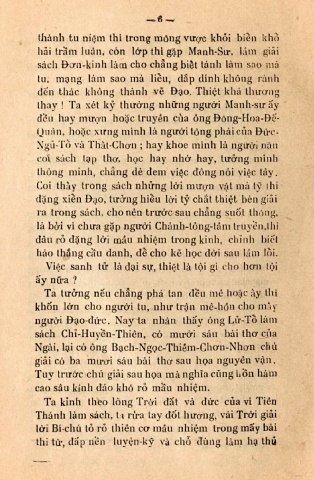 — 6 —
thành tu niệm thì trong mông vược khỏi biển khổ
hải trầm luân, còn lớp thì gặp Manh-Sư, làm giải
sách Đơn-kinh làm cho chẳng biết tánh làm sao mà
tu, mạng làm sao mà liều, dấp dính không rảnh
đến thác không thành về Đạo. Thiệt khá thương
thay ! Ta xét kỹ thường những người Manh-sư ấy
đều hay mượn hoặc truyền của ông Đông-Hoa-Đế-
Quân, hoặc xưng mình là người tông phái của Đức-
Ngũ-Tổ và Thất-Chơn ; hay khoe mình là người nào
coi sách tạp thơ, học hay nhớ hay, tưởng mình
thông minh, chẳng dè đem việc đông nói việc tây.
Coi thấy trong sách những lời mượn vật mà tỷ thì
dặng xiển Đạo, tưởng hiểu lời tỷ chất thiệt bèn giải
ra trong sách, cho nên trước sau chẳng suốt thông,
là bởi vì chưa gặp người Chánh-tông-tâm truyền, thì
đâu rõ đặng lời mầu nhiệm trong kinh, chính biết
háo thắng cầu danh, để cho kẻ học đời sau lầm lỗi.
Việc sanh tử là đại sự, thiệt là tội gì cho hơn tội
ấy nữa ?
Ta tưởng nếu chẳng phá tan đều mê hoặc ấy thì
khốn lớn cho người tu, như trận mê-hồn cho mấy
người Đạo-đức. Nay ta nhận thấy ông Lữ-Tổ làm
sách Chỉ-Huyền-Thiên, có mười sáu bài thơ của
Ngài, lại có ông Bạch-Ngọc-Thiềm-Chơn-Nhơn chú
giải có ba mươi sáu bài thơ sau họa nguyên vận.
Tuy trước chú giải sau họa mà nghĩa cũng hồn hàm
cao sâu kinh đáo khó rõ mầu nhiệm.
Ta kính theo lòng Trời đất và đức của vì Tiên
Thánh làm sách, ta rửa tay đốt hượng, vái Trời giải
lời Bí-chú tỏ rõ thiên cơ mầu nhiệm trong mấy bài
thi từ, đắp nền luyện-kỷ và chỗ đúng làm hạ thủ